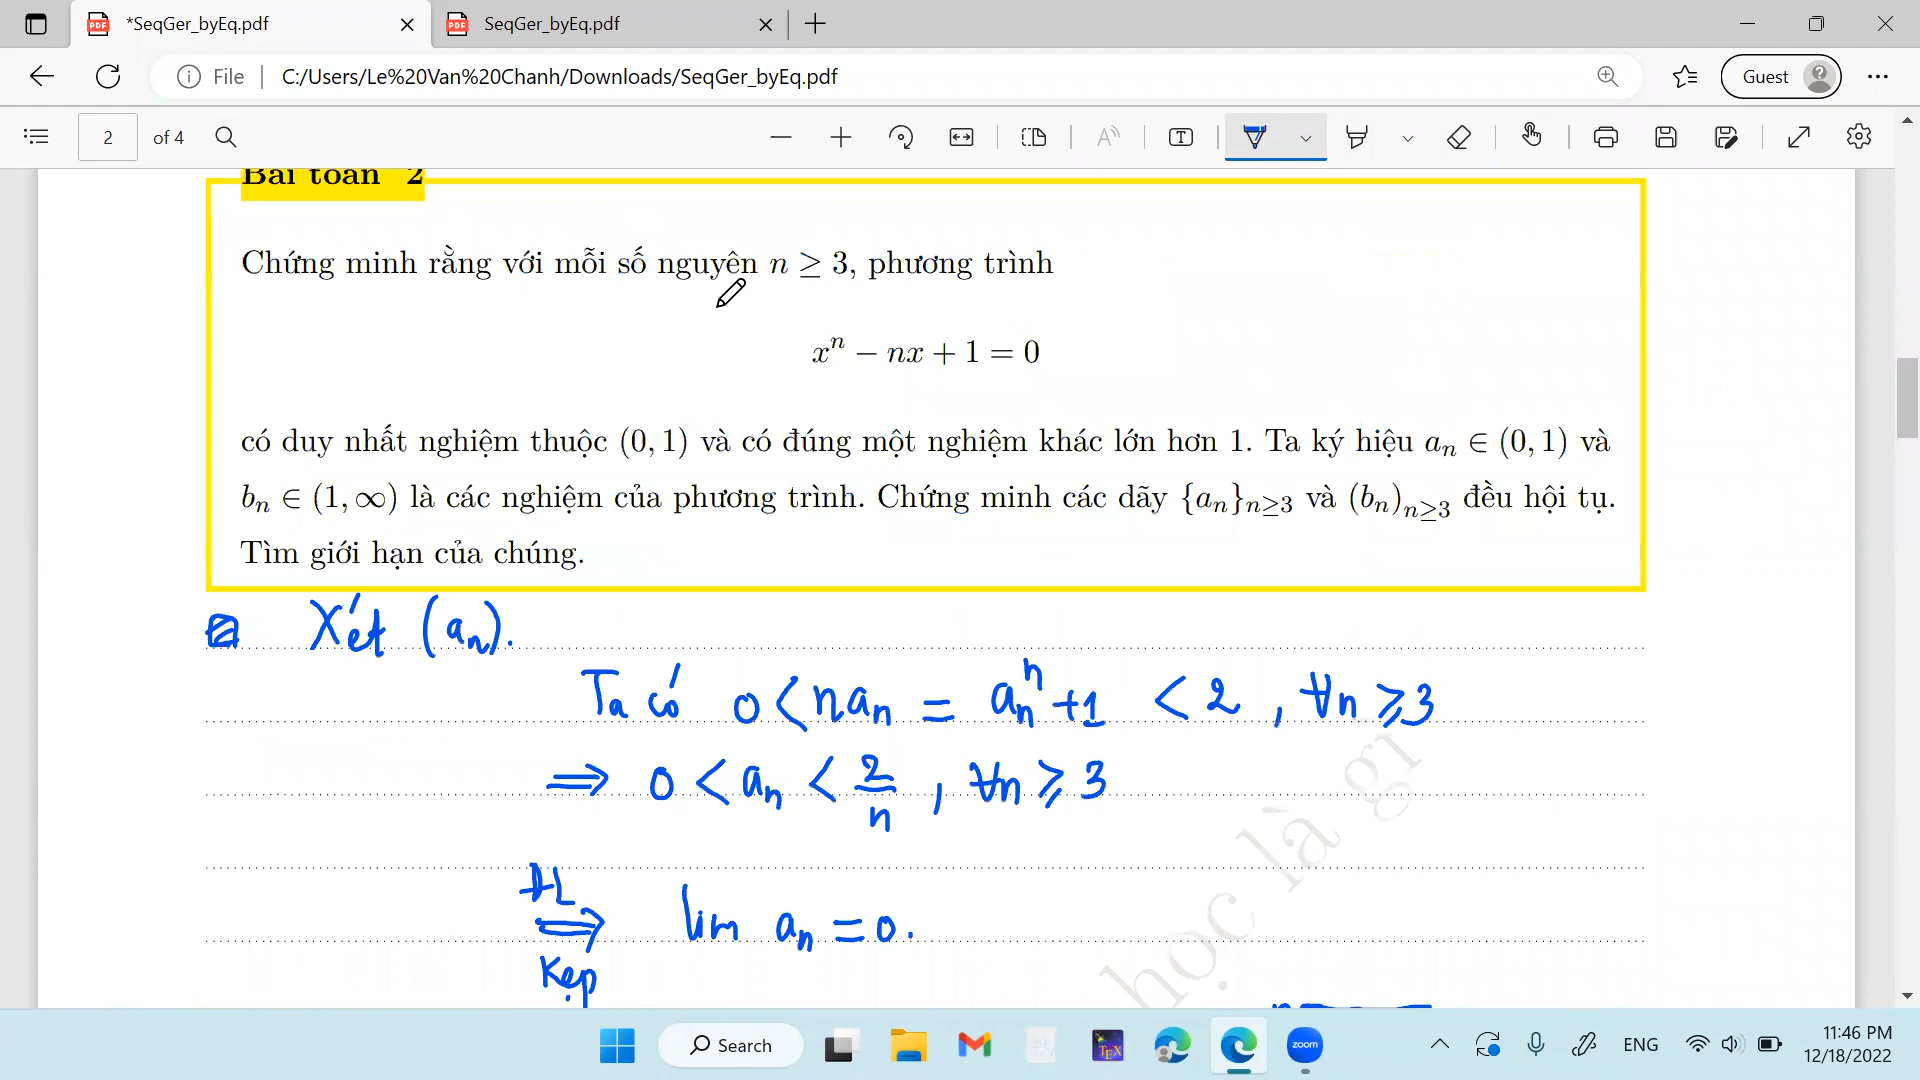 *SeqGer_byEq.pdf
SeqGer_byEq.pdf
File
C:/Users/Le%20Van%20Chanh/Downloads/SeqGer_byEq.pdf
Guest
2 of 4
Bài toán 2
Chứng minh rằng với mỗi số nguyên n ≥ 3, phương trình
xⁿ − nx + 1 = 0
có duy nhất nghiệm thuộc (0, 1) và có đúng một nghiệm khác lớn hơn 1. Ta ký hiệu aₙ ∈ (0, 1) và
bₙ ∈ (1, ∞) là các nghiệm của phương trình. Chứng minh các dãy {aₙ}ₙ≥₃ và (bₙ)ₙ≥₃ đều hội tụ.
Tìm giới hạn của chúng.
Xét (aₙ).
Ta có 0 < naₙ = aₙⁿ + 1 < 2, ∀n ≥ 3
⟹ 0 < aₙ < 2/n, ∀n ≥ 3
ĐL
⟹ lim aₙ = 0.
Kẹp
học là gì
Search
ENG
11:46 PM
12/18/2022
zoom